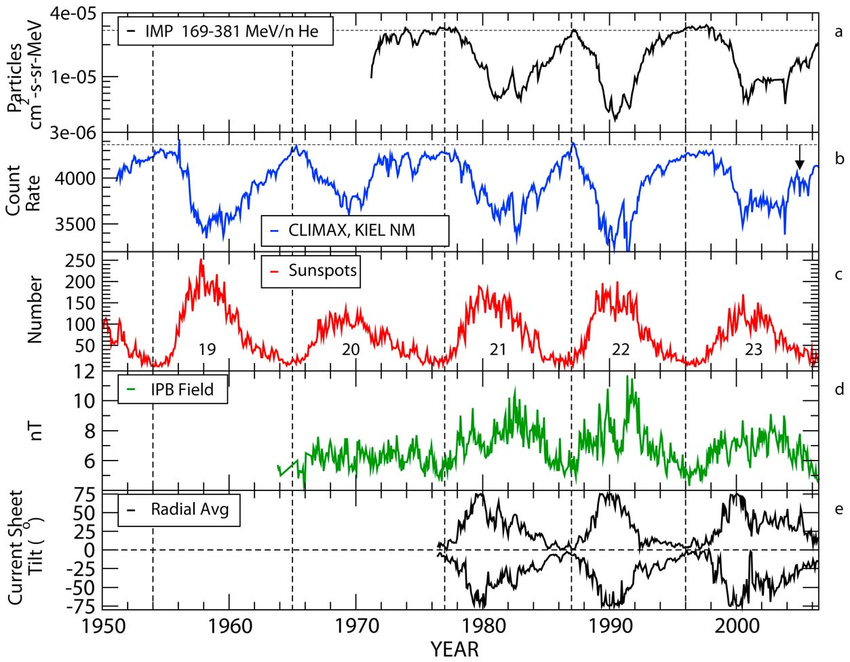 4e-05
IMP 169-381 MeV/n He
a
Particles
cm²-s-sr-MeV
1e-05
3e-06
b
Count
Rate
4000
3500
CLIMAX, KIEL NM
c
Sunspots
Number
250
200
150
100
50
19
20
21
22
23
12
12
d
IPB Field
nT
10
8
6
75
e
Radial Avg
Current Sheet
Tilt ( °)
50
25
0
-25
-50
-75
1950
1960
1970
1980
1990
2000
YEAR